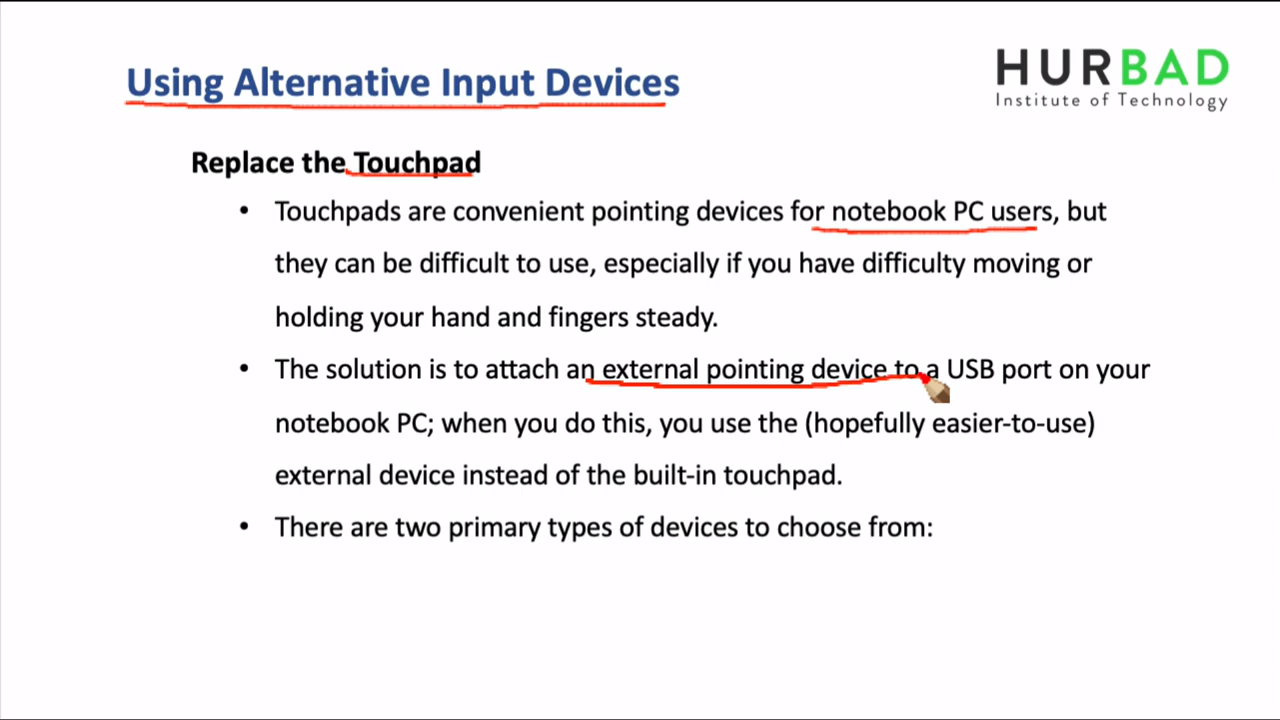 Using Alternative Input Devices
HURBAD
Institute of Technology
Replace the Touchpad
• Touchpads are convenient pointing devices for notebook PC users, but
they can be difficult to use, especially if you have difficulty moving or
holding your hand and fingers steady.
• The solution is to attach an external pointing device to a USB port on your
notebook PC; when you do this, you use the (hopefully easier-to-use)
external device instead of the built-in touchpad.
• There are two primary types of devices to choose from: